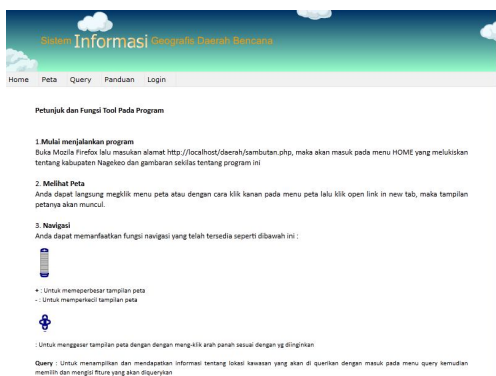 Sistem Informasi Geografis Daerah Bencana
Home Peta Query Panduan Login
Petunjuk dan Fungsi Tool Pada Program
1.Mulai menjalankan program
Buka Mozila Firefox lalu masukan alamat http://localhost/daerah/sambutan.php, maka akan masuk pada menu HOME yang melukiskan
tentang kabupaten Nagekeo dan gambaran sekilas tentang program ini
2. Melihat Peta
Anda dapat langsung megklik menu peta atau dengan cara klik kanan pada menu peta lalu klik open link in new tab, maka tampilan
petanya akan muncul.
3. Navigasi
Anda dapat memanfaatkan fungsi navigasi yang telah tersedia seperti dibawah ini :
+ : Untuk memeperbesar tampilan peta
- : Untuk memperkecil tampilan peta
: Untuk menggeser tampilan peta dengan dengan meng-klik arah panah sesuai dengan yg diinginkan
Query : Untuk menampilkan dan mendapatkan informasi tentang lokasi kawasan yang akan di querikan dengan masuk pada menu query kemudian
memilih dan mengisi fiture yang akan diquerykan